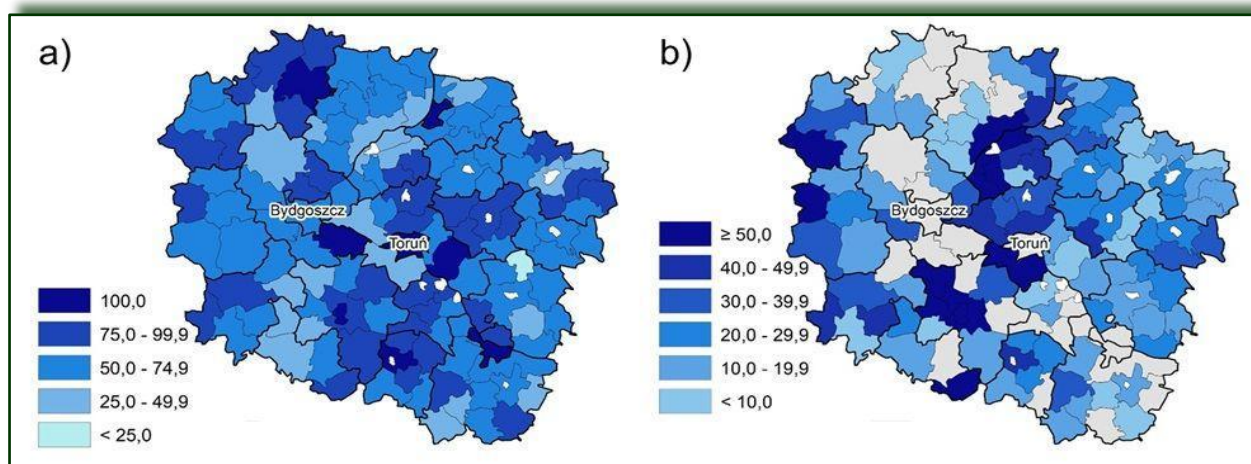 a)
Bydgoszcz
Toruń
100,0
75,0 - 99,9
50,0 - 74,9
25,0 - 49,9
< 25,0
b)
Bydgoszcz
Toruń
≥ 50,0
40,0 - 49,9
30,0 - 39,9
20,0 - 29,9
10,0 - 19,9
< 10,0